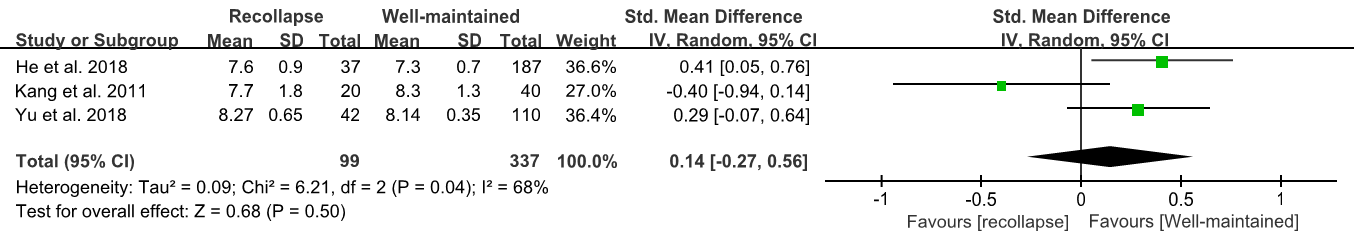 Recollapse Well-maintained Std. Mean Difference Std. Mean Difference
Study or Subgroup Mean SD Total Mean SD Total Weight IV, Random, 95% CI IV, Random, 95% CI
He et al. 2018 7.6 0.9 37 7.3 0.7 187 36.6% 0.41 [0.05, 0.76]
Kang et al. 2011 7.7 1.8 20 8.3 1.3 40 27.0% -0.40 [-0.94, 0.14]
Yu et al. 2018 8.27 0.65 42 8.14 0.35 110 36.4% 0.29 [-0.07, 0.64]
Total (95% CI) 99 337 100.0% 0.14 [-0.27, 0.56]
Heterogeneity: Tau² = 0.09; Chi² = 6.21, df = 2 (P = 0.04); I² = 68%
Test for overall effect: Z = 0.68 (P = 0.50)
-1 -0.5 0 0.5 1
Favours [recollapse] Favours [Well-maintained]